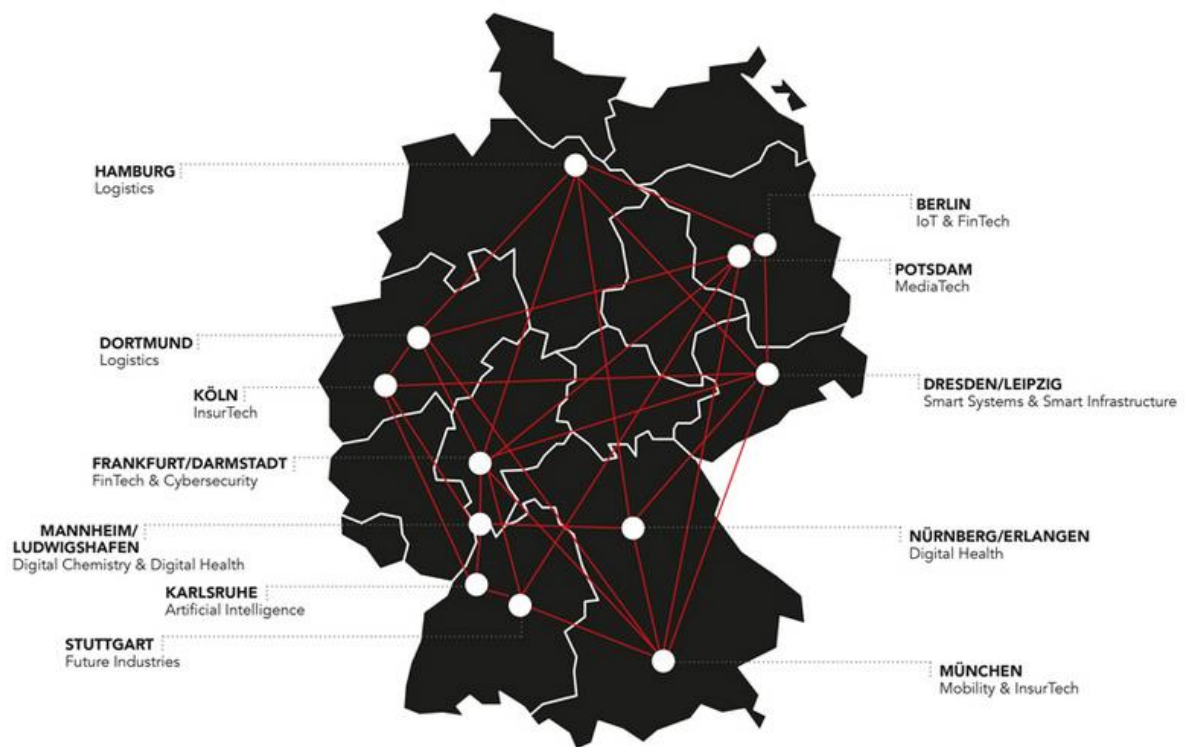 HAMBURG
Logistics
BERLIN
IoT & FinTech
POTSDAM
MediaTech
DORTMUND
Logistics
KÖLN
InsurTech
DRESDEN/LEIPZIG
Smart Systems & Smart Infrastructure
FRANKFURT/DARMSTADT
FinTech & Cybersecurity
MANNHEIM/
LUDWIGSHAFEN
Digital Chemistry & Digital Health
NÜRNBERG/ERLANGEN
Digital Health
KARLSRUHE
Artificial Intelligence
STUTTGART
Future Industries
MÜNCHEN
Mobility & InsurTech